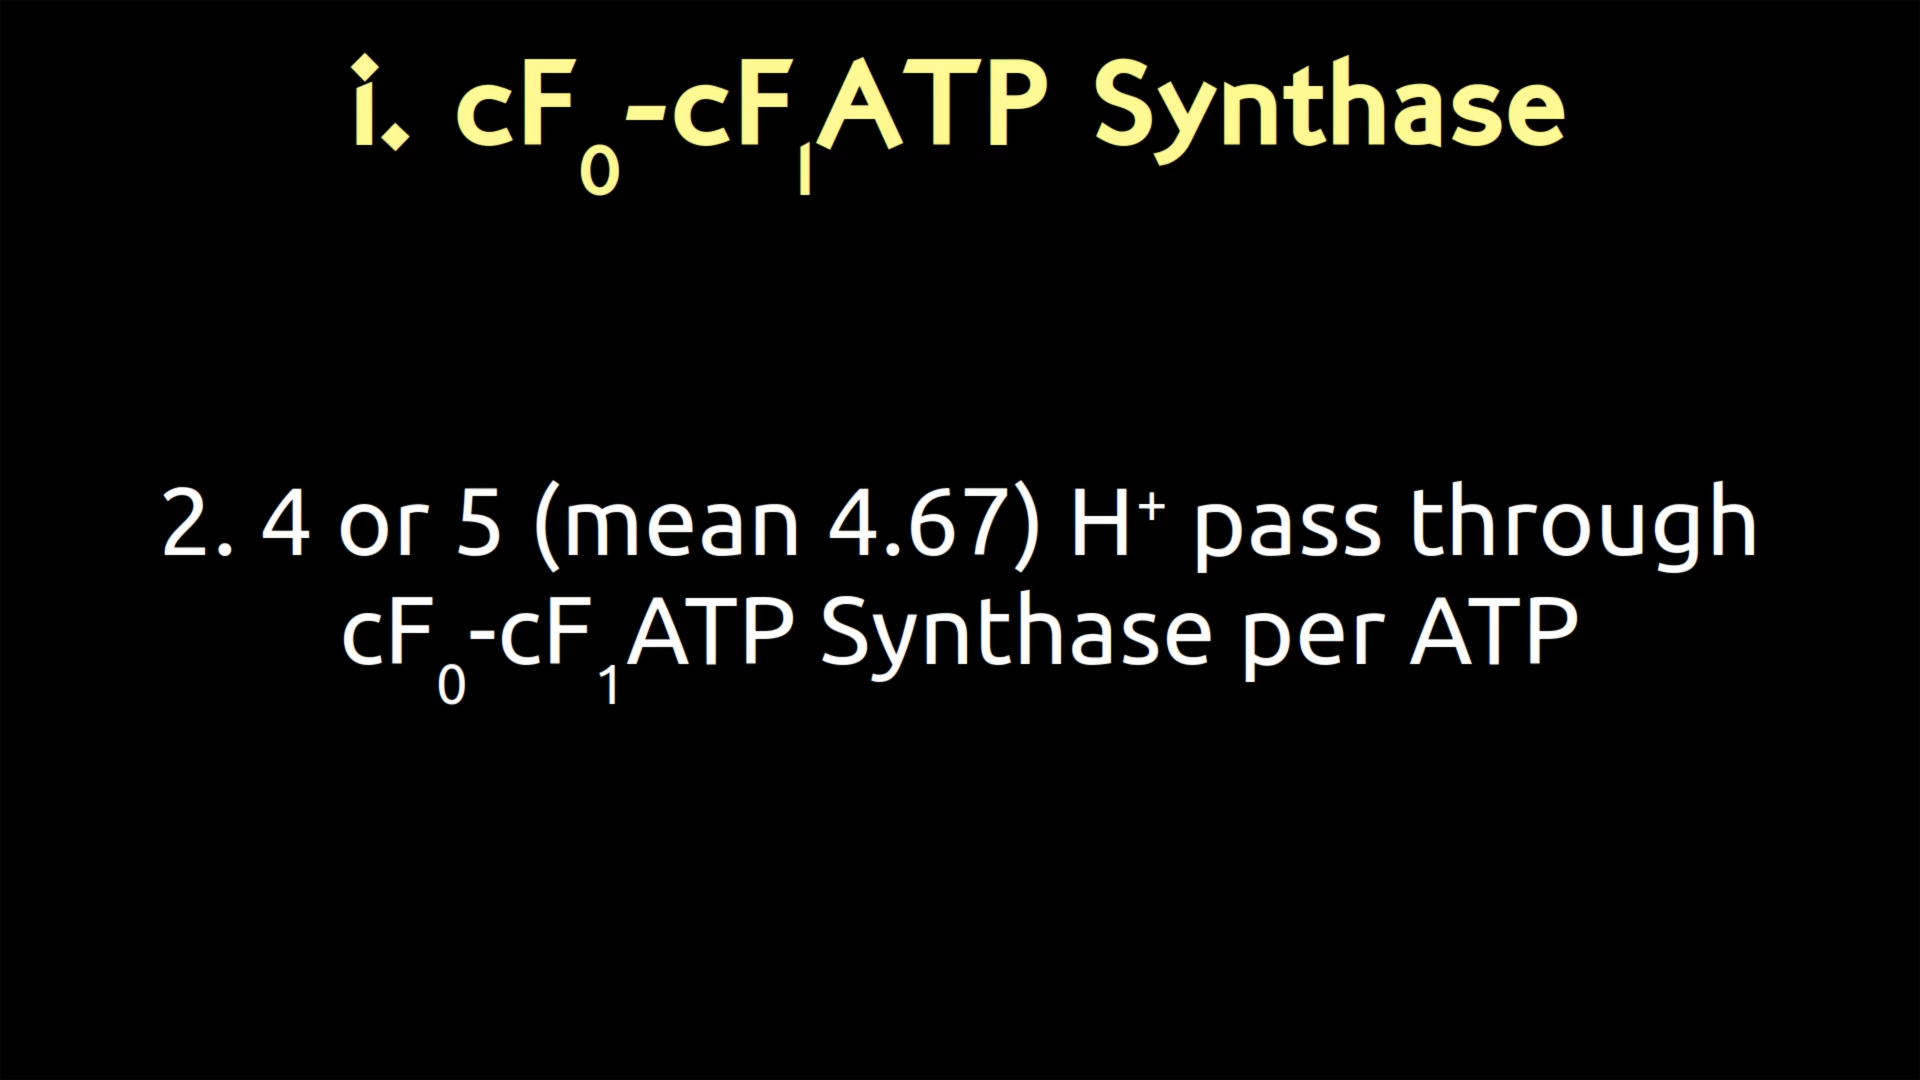 i. cF₀-cF₁ATP Synthase
2. 4 or 5 (mean 4.67) H⁺ pass through
cF₀-cF₁ATP Synthase per ATP